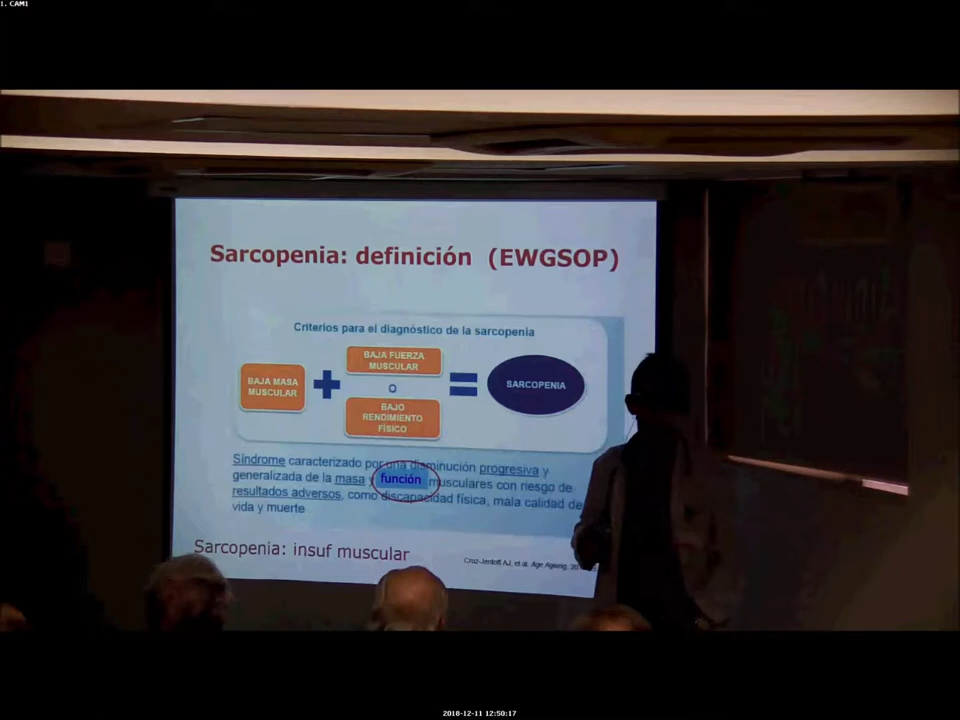 1. CAM1
Sarcopenia: definición (EWGSOP)
Criterios para el diagnóstico de la sarcopenia
BAJA MASA
MUSCULAR
BAJA FUERZA
MUSCULAR
O
BAJO
RENDIMIENTO
FÍSICO
SARCOPENIA
Síndrome caracterizado por una disminución progresiva y
generalizada de la masa y función musculares con riesgo de
resultados adversos, como discapacidad física, mala calidad de
vida y muerte
Sarcopenia: insuf muscular
Cruz-Jentoft AJ, et al. Age Ageing,
2018-12-11 12:50:17